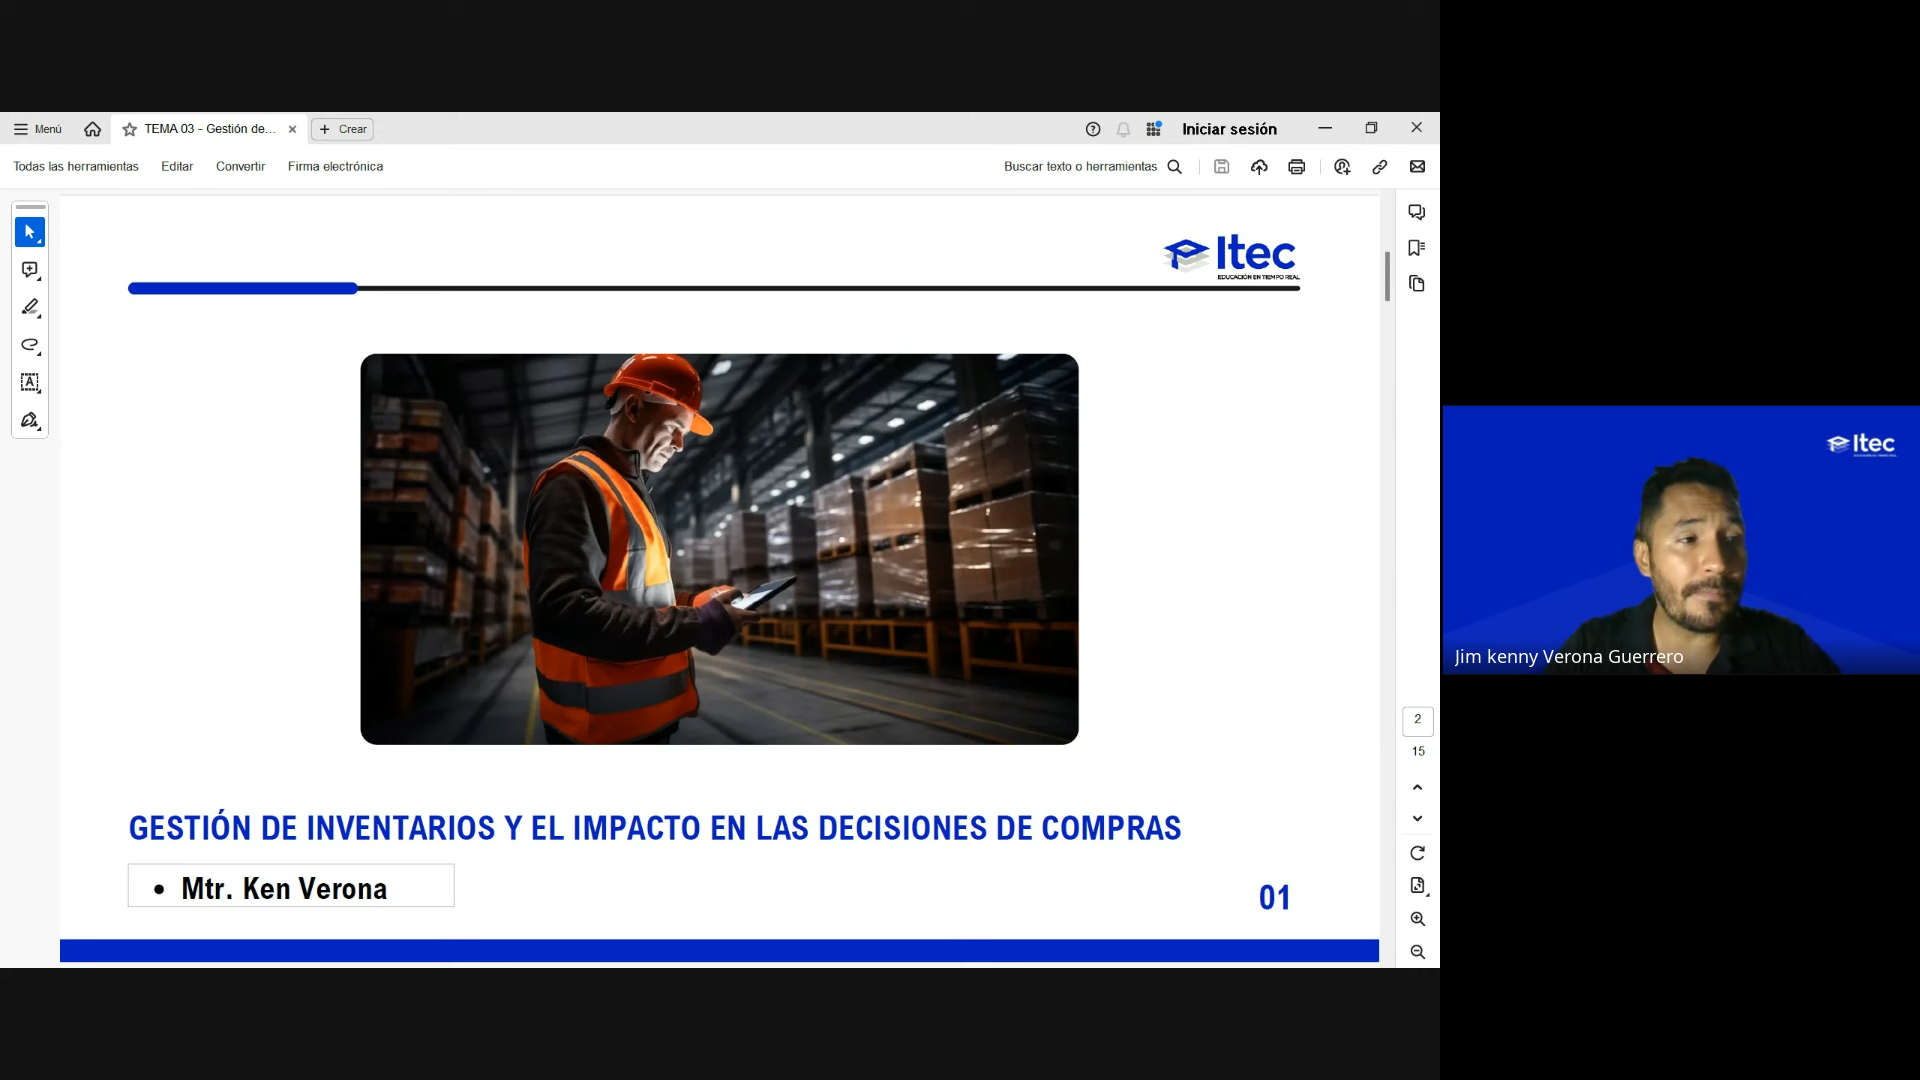 Menú
TEMA 03 - Gestión de...
Crear
Iniciar sesión
Todas las herramientas
Editar
Convertir
Firma electrónica
Buscar texto o herramientas
Itec
EDUCACIÓN EN TIEMPO REAL
GESTIÓN DE INVENTARIOS Y EL IMPACTO EN LAS DECISIONES DE COMPRAS
• Mtr. Ken Verona
01
2
15
Itec
Jim kenny Verona Guerrero